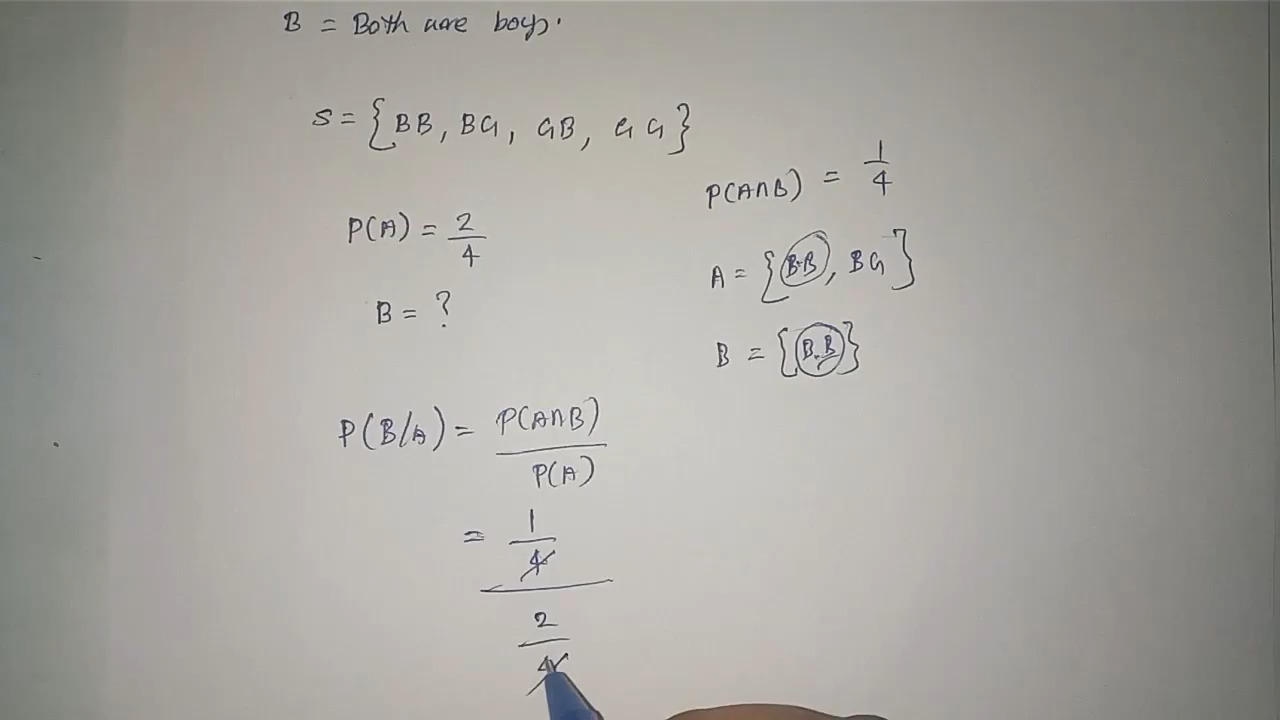 B = Both are boys.
S = { BB, BG, GB, GG }
P(A) = 2/4
B = ?
P(A∩B) = 1/4
A = { BB, BG }
B = { BB }
P(B/A) = P(A∩B)/P(A)
= 1/4
2/4